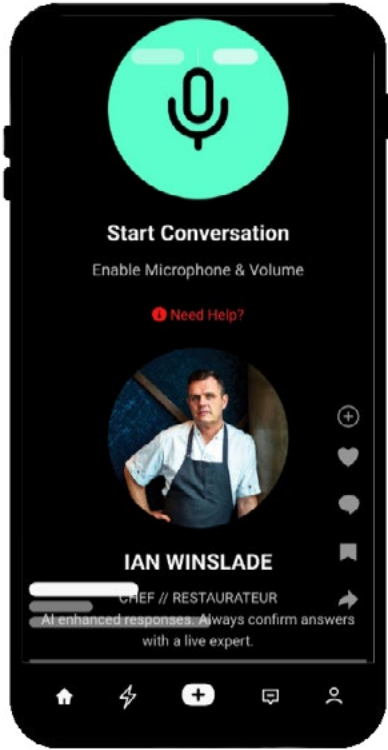 Start Conversation
Enable Microphone & Volume
Need Help?
IAN WINSLADE
CHEF // RESTAURATEUR
AI enhanced responses. Always confirm answers
with a live expert.